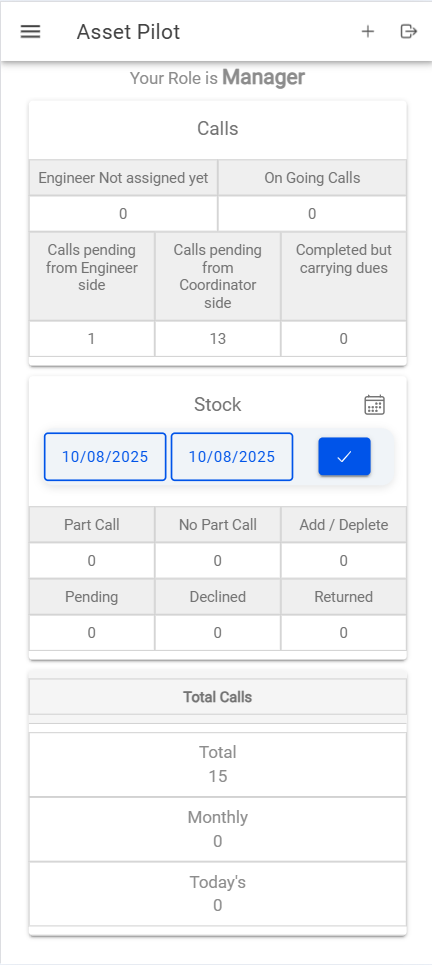 Asset Pilot
Your Role is Manager
Calls
Engineer Not assigned yet
On Going Calls
0
0
Calls pending
from Engineer
side
Calls pending
from
Coordinator
side
Completed but
carrying dues
1
13
0
Stock
10/08/2025
10/08/2025
Part Call
No Part Call
Add / Deplete
0
0
0
Pending
Declined
Returned
0
0
0
Total Calls
Total
15
Monthly
0
Today's
0